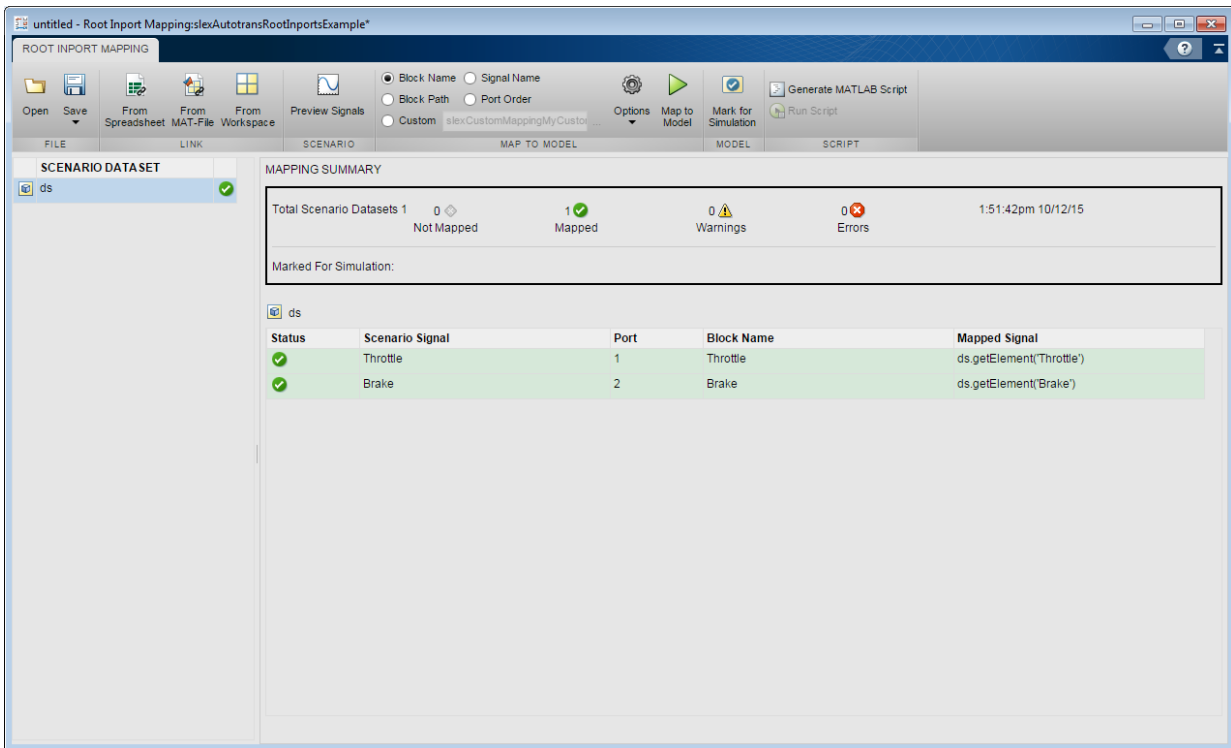 untitled - Root Inport Mapping:slexAutotransRootInportsExample*
ROOT INPORT MAPPING
?
Open
Save
From Spreadsheet
From MAT-File
From Workspace
Preview Signals
Block Name
Signal Name
Block Path
Port Order
Custom
slexCustomMappingMyCustor ...
Options
Map to Model
Mark for Simulation
Generate MATLAB Script
Run Script
FILE
LINK
SCENARIO
MAP TO MODEL
MODEL
SCRIPT
SCENARIO DATASET
ds
MAPPING SUMMARY
Total Scenario Datasets 1
0
Not Mapped
1
Mapped
0
Warnings
0
Errors
1:51:42pm 10/12/15
Marked For Simulation:
ds
Status Scenario Signal Port Block Name Mapped Signal
Throttle 1 Throttle ds.getElement('Throttle')
Brake 2 Brake ds.getElement('Brake')